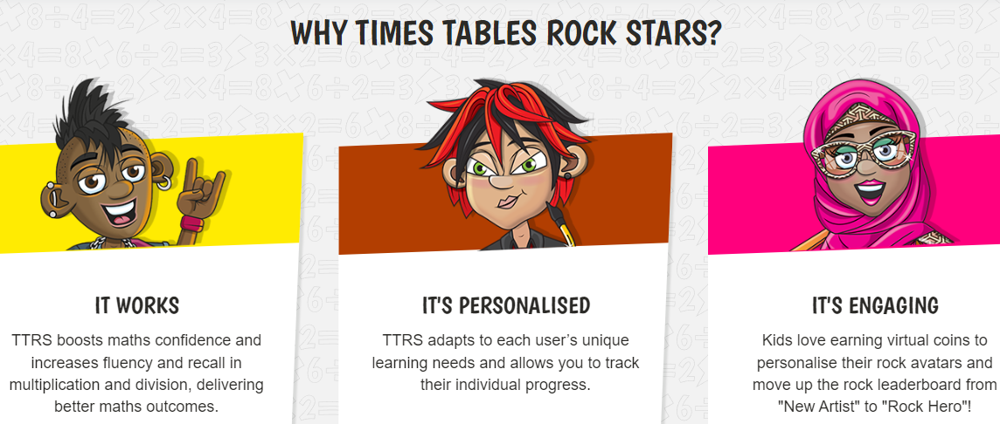 WHY TIMES TABLES ROCK STARS?
IT WORKS
TTRS boosts maths confidence and
increases fluency and recall in
multiplication and division, delivering
better maths outcomes.
IT'S PERSONALISED
TTRS adapts to each user’s unique
learning needs and allows you to track
their individual progress.
IT'S ENGAGING
Kids love earning virtual coins to
personalise their rock avatars and
move up the rock leaderboard from
"New Artist" to "Rock Hero"!